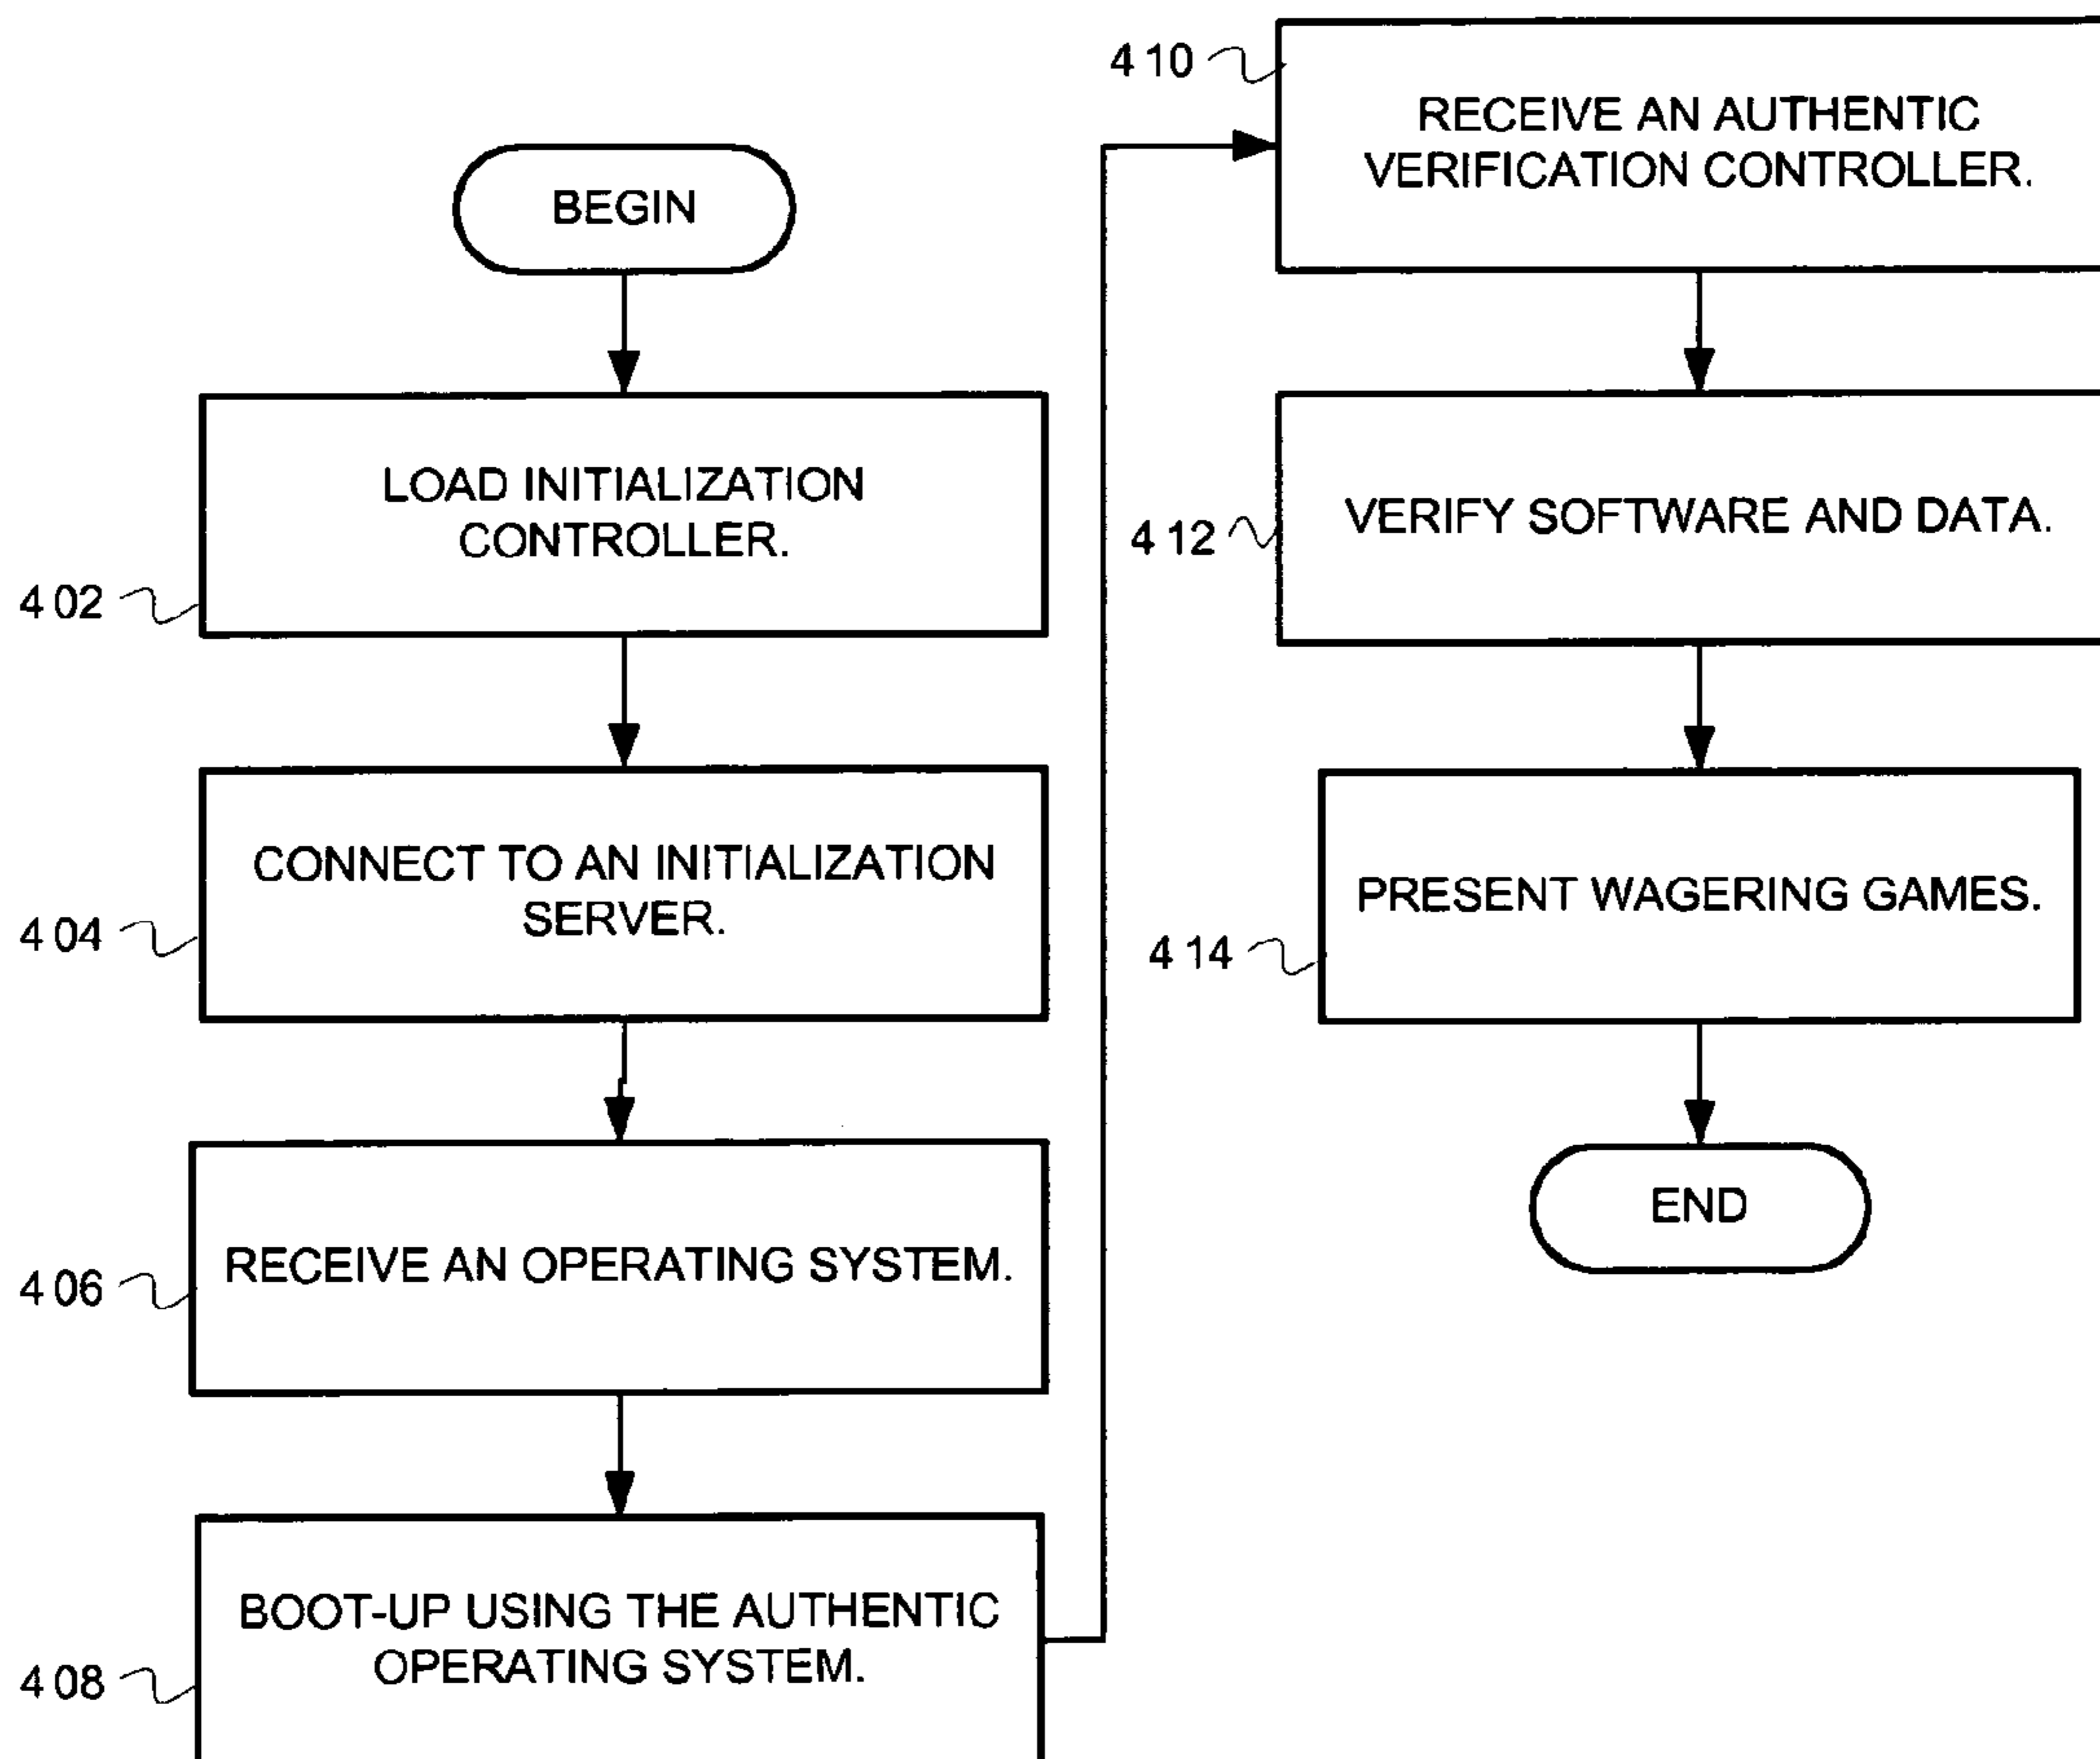 BEGIN
LOAD INITIALIZATION
CONTROLLER.
402
CONNECT TO AN INITIALIZATION
SERVER.
404
RECEIVE AN OPERATING SYSTEM.
406
BOOT-UP USING THE AUTHENTIC
OPERATING SYSTEM.
408
410
RECEIVE AN AUTHENTIC
VERIFICATION CONTROLLER.
VERIFY SOFTWARE AND DATA.
412
PRESENT WAGERING GAMES.
414
END